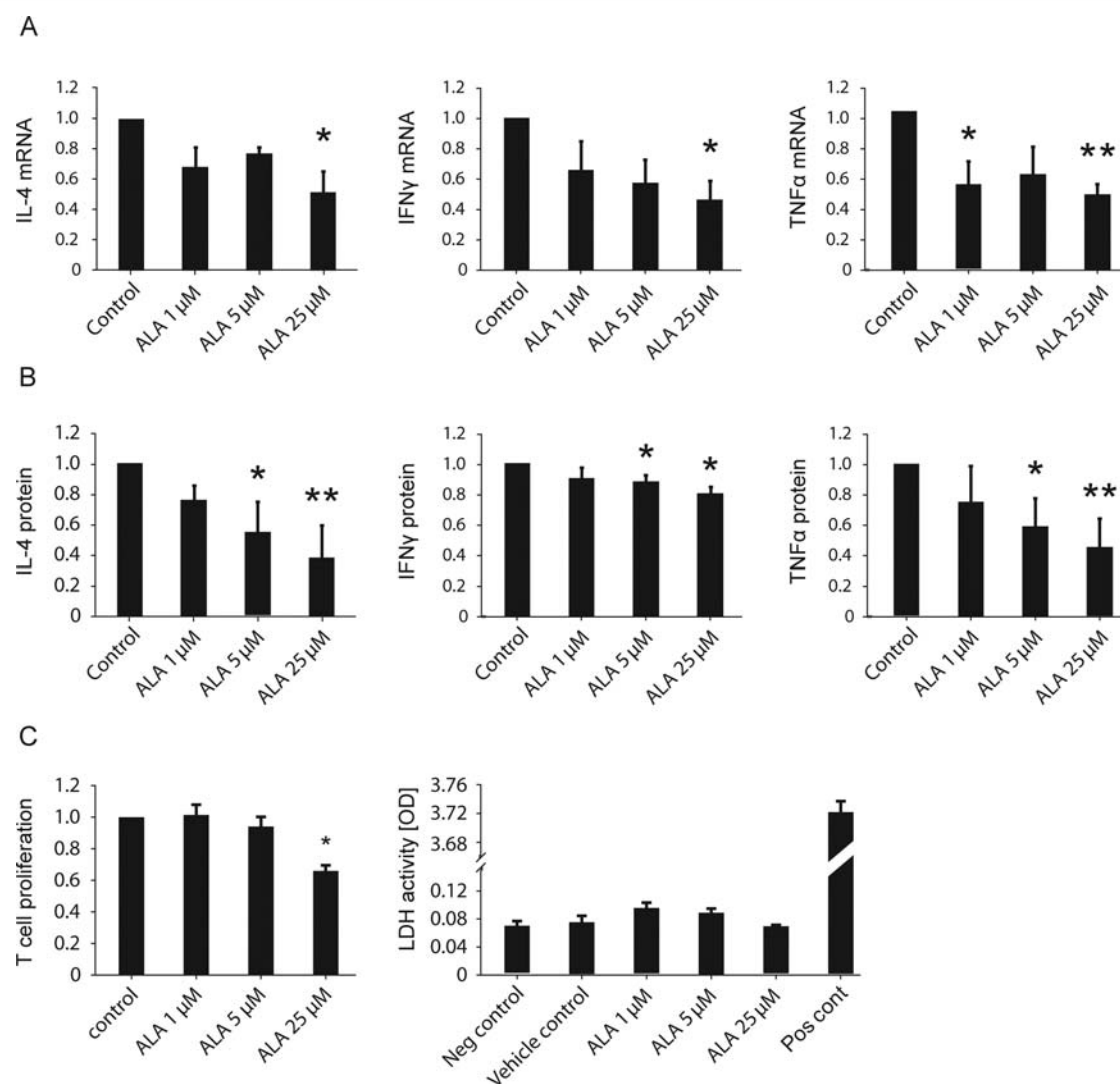 A
IL-4 mRNA
1.2
1.0
0.8
0.6
0.4
0.2
0
*
Control
ALA 1 µM
ALA 5 µM
ALA 25 µM
IFNγ mRNA
1.2
1.0
0.8
0.6
0.4
0.2
0
*
Control
ALA 1 µM
ALA 5 µM
ALA 25 µM
TNFα mRNA
1.2
1.0
0.8
0.6
0.4
0.2
0
*
**
Control
ALA 1 µM
ALA 5 µM
ALA 25 µM
B
IL-4 protein
1.2
1.0
0.8
0.6
0.4
0.2
0
*
**
Control
ALA 1 µM
ALA 5 µM
ALA 25 µM
IFNγ protein
1.2
1.0
0.8
0.6
0.4
0.2
0
*
*
Control
ALA 1 µM
ALA 5 µM
ALA 25 µM
TNFα protein
1.2
1.0
0.8
0.6
0.4
0.2
0
*
**
Control
ALA 1 µM
ALA 5 µM
ALA 25 µM
C
T cell proliferation
1.2
1.0
0.8
0.6
0.4
0.2
0
*
control
ALA 1 µM
ALA 5 µM
ALA 25 µM
LDH activity [OD]
3.76
3.72
3.68
0.12
0.08
0.04
0
Neg control
Vehicle control
ALA 1 µM
ALA 5 µM
ALA 25 µM
Pos cont